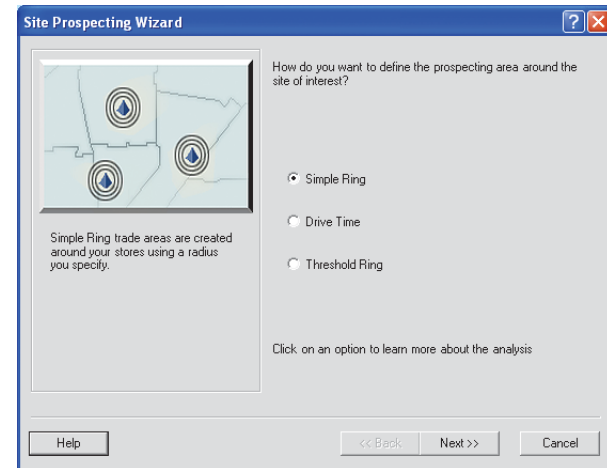 Site Prospecting Wizard
How do you want to define the prospecting area around the
site of interest?
Simple Ring
Drive Time
Threshold Ring
Simple Ring trade areas are created
around your stores using a radius
you specify.
Click on an option to learn more about the analysis
Help
<< Back
Next >>
Cancel